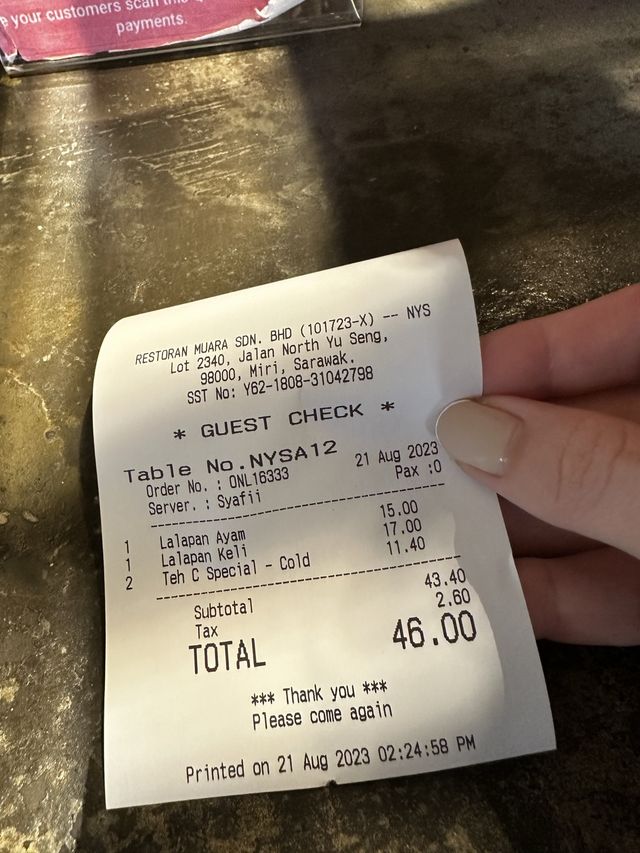 e your customers scan this
payments.
RESTORAN MUARA SDN. BHD (101723-X) -- NYS
Lot 2340, Jalan North Yu Seng,
98000, Miri, Sarawak.
SST No: Y62-1808-31042798
* GUEST CHECK *
Table No.NYSA12
Order No. : ONL16333 21 Aug 2023
Server. : Syafii Pax :0
1 Lalapan Ayam 15.00
1 Lalapan Keli 17.00
2 Teh C Special - Cold 11.40
Subtotal 43.40
Tax 2.60
TOTAL 46.00
*** Thank you ***
Please come again
Printed on 21 Aug 2023 02:24:58 PM